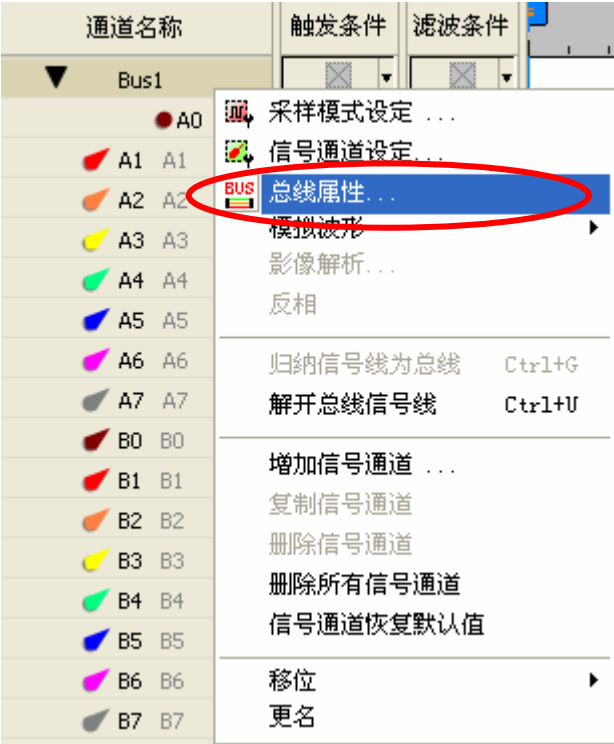 通道名称 触发条件 滤波条件
Bus1
A0
采样模式设定 ...
A1 A1
信号通道设定...
A2 A2
BUS 总线属性...
A3 A3
模拟波形
影像解析...
A4 A4
反相
A5 A5
A6 A6
归纳信号线为总线 Ctrl+G
A7 A7
解开总线信号线 Ctrl+U
B0 B0
增加信号通道 ...
B1 B1
复制信号通道
B2 B2
删除信号通道
B3 B3
删除所有信号通道
B4 B4
信号通道恢复默认值
B5 B5
B6 B6
移位
B7 B7
更名